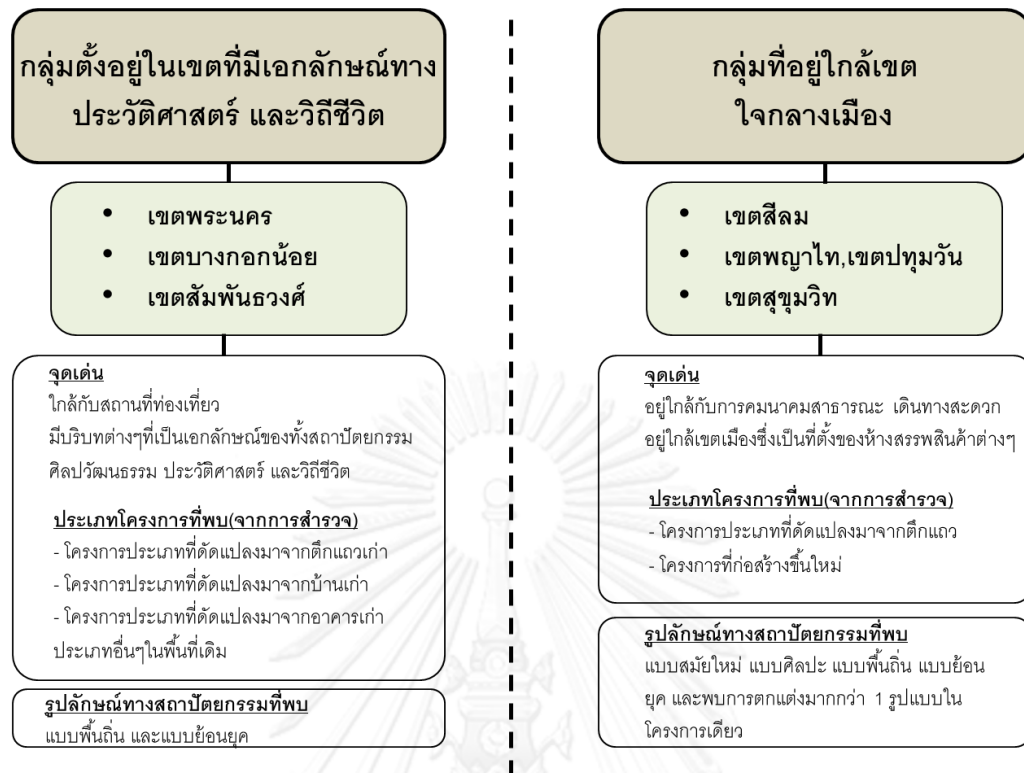 กลุ่มตั้งอยู่ในเขตที่มีเอกลักษณ์ทาง
ประวัติศาสตร์ และวิถีชีวิต
• เขตพระนคร
• เขตบางกอกน้อย
• เขตสัมพันธวงศ์
จุดเด่น
ใกล้กับสถานที่ท่องเที่ยว
มีบริบทต่างๆที่เป็นเอกลักษณ์ของทั้งสถาปัตยกรรม
ศิลปวัฒนธรรม ประวัติศาสตร์ และวิถีชีวิต
ประเภทโครงการที่พบ(จากการสำรวจ)
- โครงการประเภทที่ดัดแปลงมาจากตึกแถวเก่า
- โครงการประเภทที่ดัดแปลงมาจากบ้านเก่า
- โครงการประเภทที่ดัดแปลงมาจากอาคารเก่า
ประเภทอื่นๆในพื้นที่เดิม
รูปลักษณ์ทางสถาปัตยกรรมที่พบ
แบบพื้นถิ่น และแบบย้อนยุค
กลุ่มที่อยู่ใกล้เขต
ใจกลางเมือง
• เขตสีลม
• เขตพญาไท,เขตปทุมวัน
• เขตสุขุมวิท
จุดเด่น
อยู่ใกล้กับการคมนาคมสาธารณะ เดินทางสะดวก
อยู่ใกล้เขตเมืองซึ่งเป็นที่ตั้งของห้างสรรพสินค้าต่างๆ
ประเภทโครงการที่พบ(จากการสำรวจ)
- โครงการประเภทที่ดัดแปลงมาจากตึกแถว
- โครงการที่ก่อสร้างขึ้นใหม่
รูปลักษณ์ทางสถาปัตยกรรมที่พบ
แบบสมัยใหม่ แบบศิลปะ แบบพื้นถิ่น แบบย้อน
ยุค และพบการตกแต่งมากกว่า 1 รูปแบบใน
โครงการเดียว